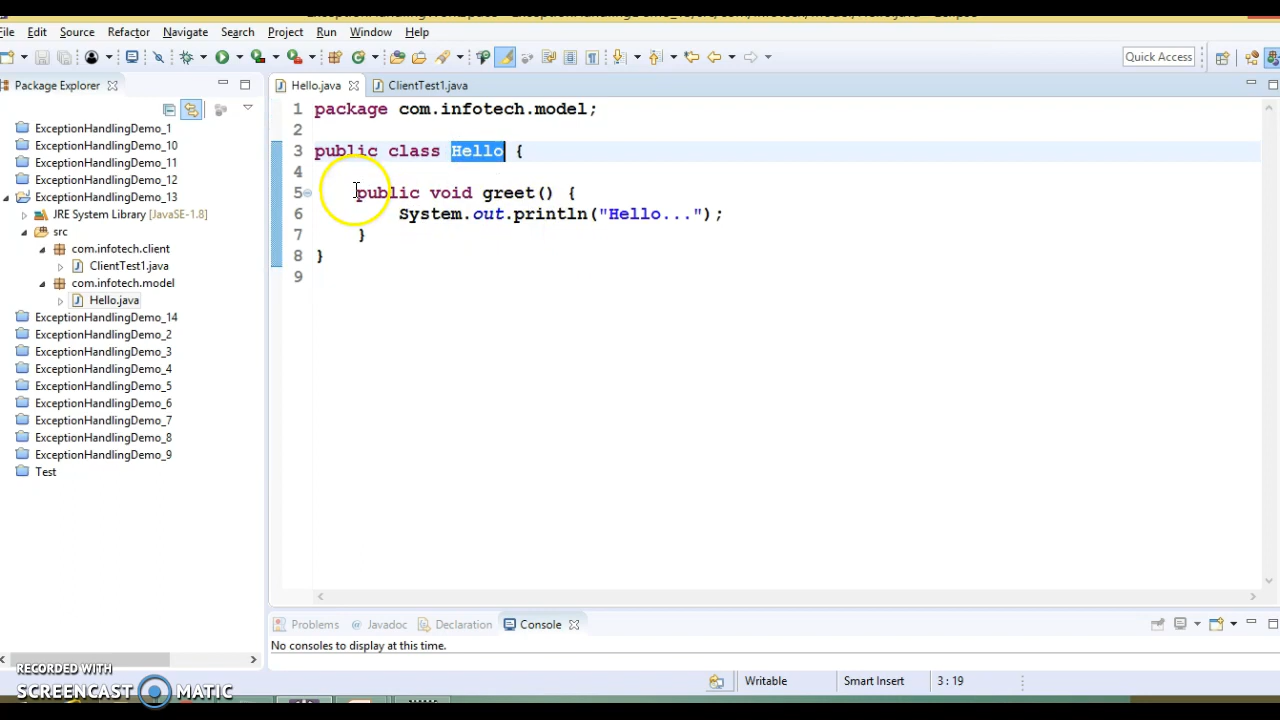 File Edit Source Refactor Navigate Search Project Run Window Help
Quick Access
Package Explorer
Hello.java
ClientTest1.java
ExceptionHandlingDemo_1
ExceptionHandlingDemo_10
ExceptionHandlingDemo_11
ExceptionHandlingDemo_12
ExceptionHandlingDemo_13
JRE System Library [JavaSE-1.8]
src
com.infotech.client
ClientTest1.java
com.infotech.model
Hello.java
ExceptionHandlingDemo_14
ExceptionHandlingDemo_2
ExceptionHandlingDemo_3
ExceptionHandlingDemo_4
ExceptionHandlingDemo_5
ExceptionHandlingDemo_6
ExceptionHandlingDemo_7
ExceptionHandlingDemo_8
ExceptionHandlingDemo_9
Test
1 package com.infotech.model;
2
3 public class Hello {
4
5 public void greet() {
6 System.out.println("Hello...");
7 }
8 }
9
Problems @ Javadoc Declaration Console
No consoles to display at this time.
Writable Smart Insert 3 : 19
RECORDED WITH
SCREENCAST MATIC